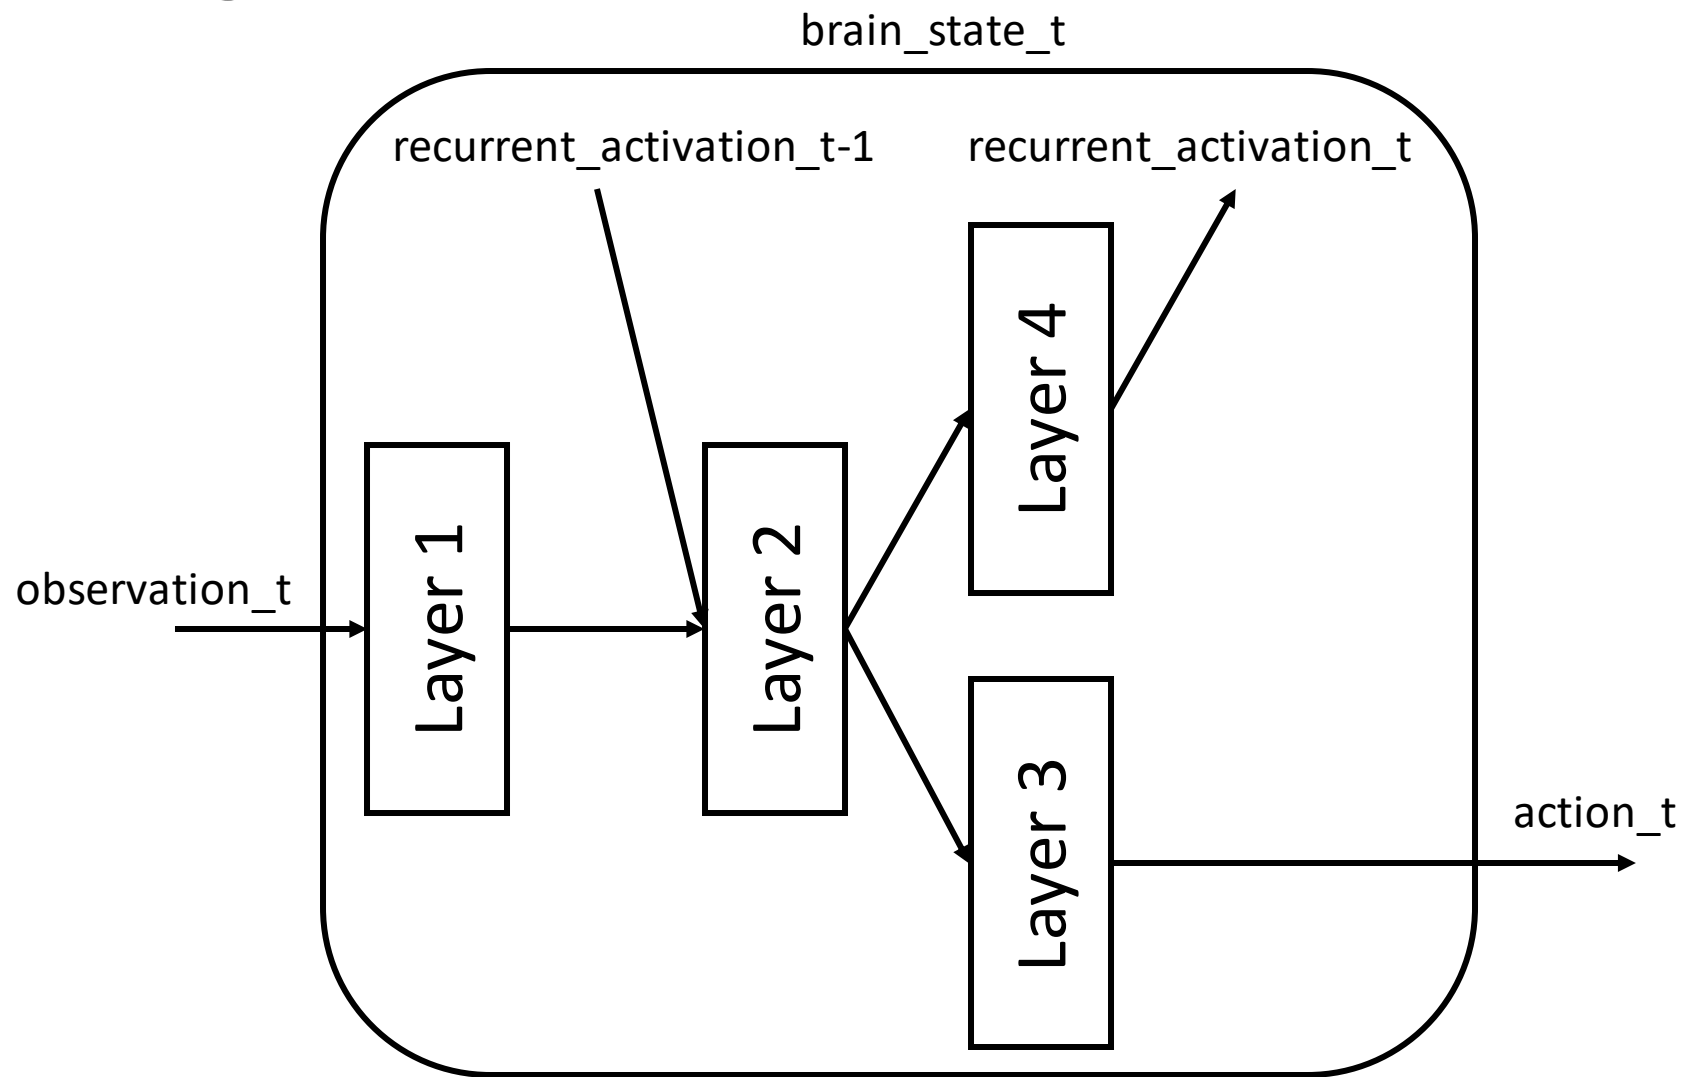 brain_state_t
recurrent_activation_t-1
recurrent_activation_t
Layer 4
Layer 1
Layer 2
observation_t
Layer 3
action_t